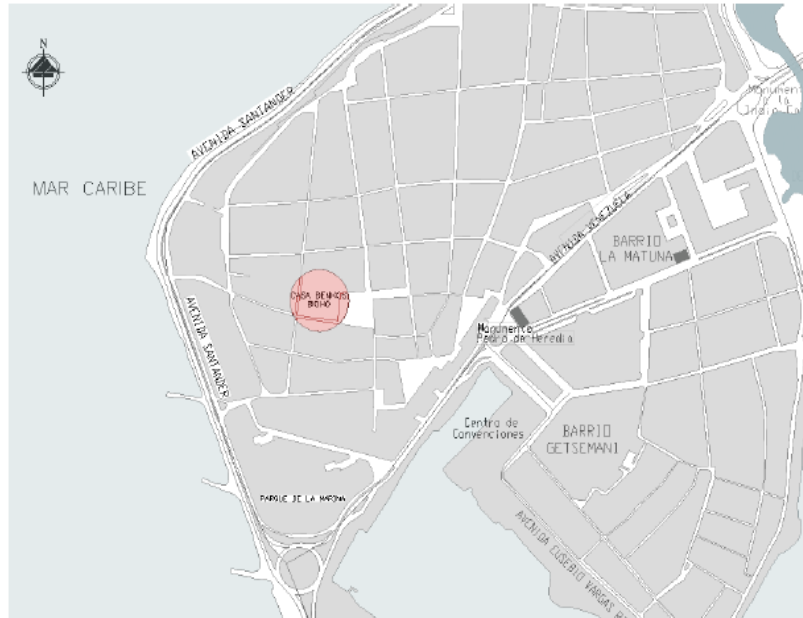 N
AVENIDA SANTANDER
MAR CARIBE
AVENIDA VENEZUELA
BARRIO
LA MATUNA
CASA BENKOS
BIOHO
AVENIDA SANTANDER
Monumento
Pedro de Heredia
Centro de
Convenciones
BARRIO
GETSEMANI
PARQUE DE LA MARINA
AVENIDA EUSEBIO VARGAS